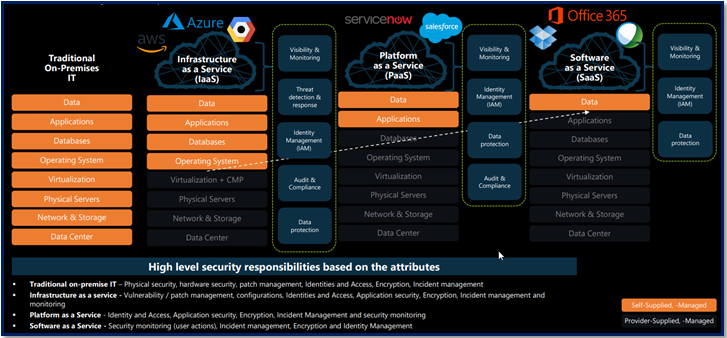 Azure
aws
servicenow
salesforce
Office 365
Traditional
On-Premises
IT
Data
Applications
Databases
Operating System
Virtualization
Physical Servers
Network & Storage
Data Center
Infrastructure
as a Service
(IaaS)
Data
Applications
Databases
Operating System
Virtualization + CMP
Physical Servers
Network & Storage
Data Center
Visibility &
Monitoring
Threat
detection &
response
Identity
Management
(IAM)
Audit &
Compliance
Data
protection
Platform
as a Service
(PaaS)
Data
Applications
Databases
Operating System
Virtualization
Physical Servers
Network & Storage
Data Center
Visibility &
Monitoring
Identity
Management
(IAM)
Data
protection
Audit &
Compliance
Software
as a Service
(SaaS)
Data
Applications
Databases
Operating System
Virtualization
Physical Servers
Network & Storage
Data Center
Visibility &
Monitoring
Identity
Management
(IAM)
Data
protection
High level security responsibilities based on the attributes
• Traditional on-premise IT – Physical security, hardware security, patch management, Identities and Access, Encryption, Incident management
• Infrastructure as a service - Vulnerability / patch management, configurations, Identities and Access, Application security, Encryption, Incident management and
monitoring
• Platform as a Service - Identity and Access, Application security, Encryption, Incident Management and security monitoring
• Software as a Service - Security monitoring (user actions), Incident management, Encryption and Identity Management
Self-Supplied, -Managed
Provider-Supplied, -Managed